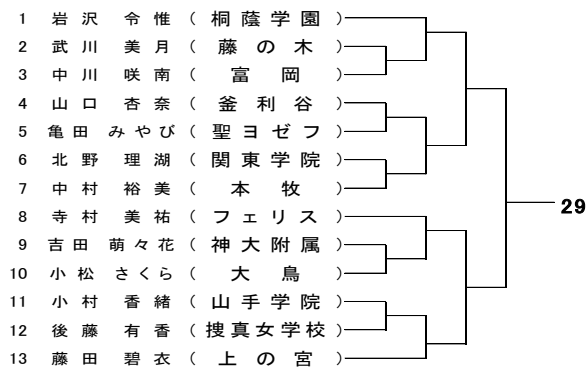 1 岩沢 令惟 ( 桐蔭学園 )
2 武川 美月 ( 藤の木 )
3 中川 咲南 ( 富岡 )
4 山口 杏奈 ( 釜利谷 )
5 亀田 みやび ( 聖ヨゼフ )
6 北野 理湖 ( 関東学院 )
7 中村 裕美 ( 本牧 )
8 寺村 美祐 ( フェリス )
29
9 吉田 萌々花 ( 神大附属 )
10 小松 さくら ( 大鳥 )
11 小村 香緒 ( 山手学院 )
12 後藤 有香 ( 捜真女学校 )
13 藤田 碧衣 ( 上の宮 )